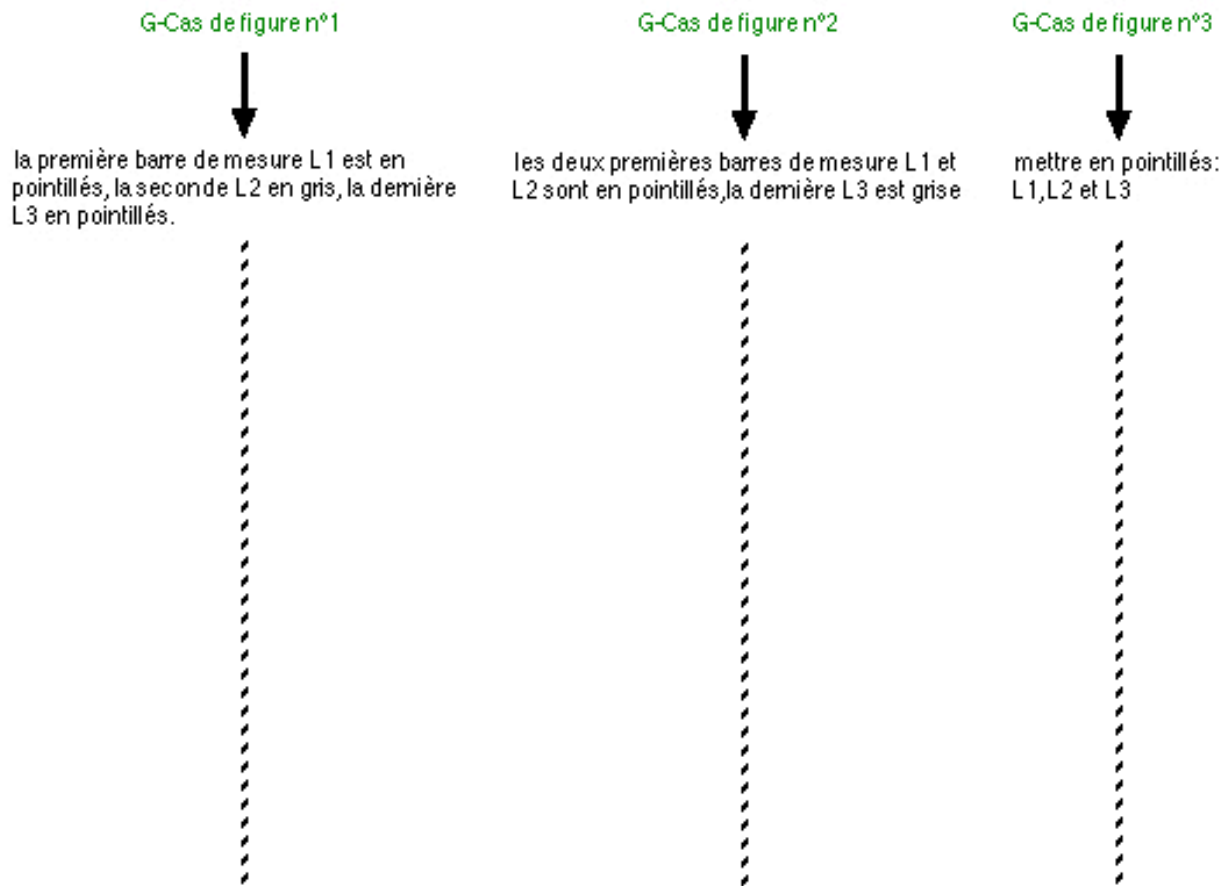 G-Cas de figure n°1
G-Cas de figure n°2
G-Cas de figure n°3
la première barre de mesure L1 est en
pointillés, la seconde L2 en gris, la dernière
L3 en pointillés.
les deux premières barres de mesure L1 et
L2 sont en pointillés,la dernière L3 est grise
mettre en pointillés:
L1,L2 et L3